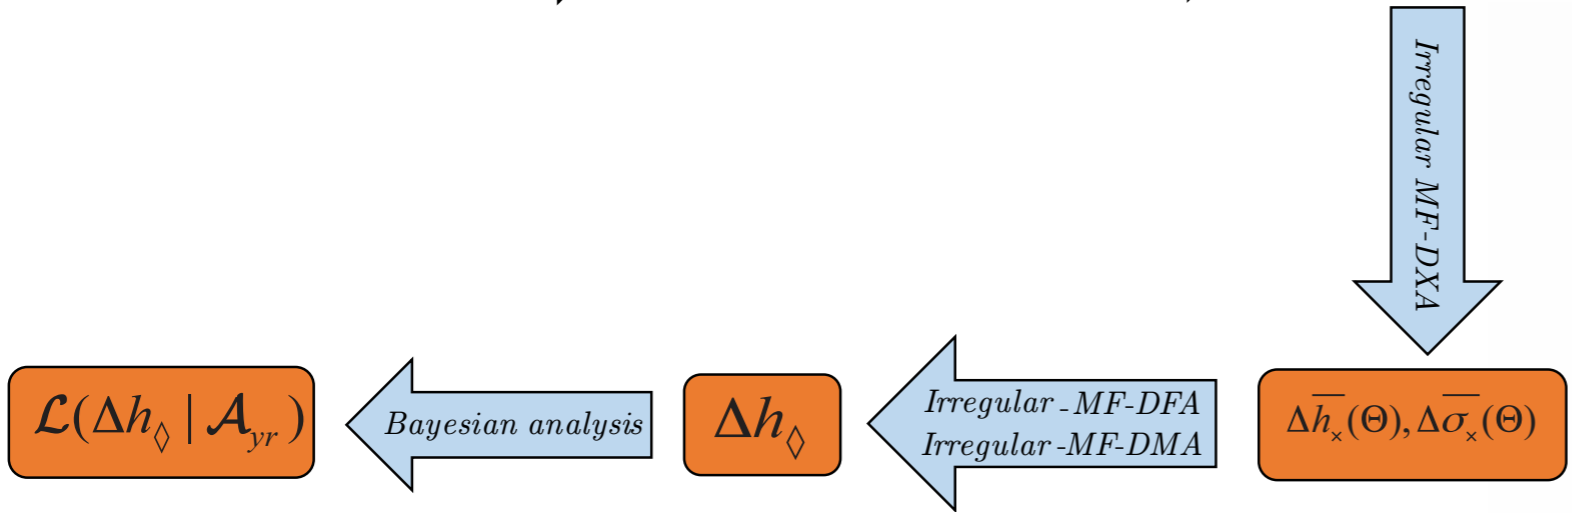 Irregular MF-DXA
ℒ(Δh◊ | 𝒜yr)
Bayesian analysis
Δh◊
Irregular-MF-DFA
Irregular-MF-DMA
Δh̅×(Θ), Δσ̅×(Θ)